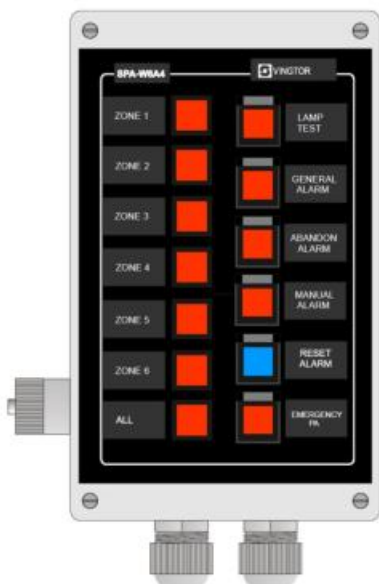 SPA-W6A4
VINGTOR
ZONE 1
LAMP
TEST
ZONE 2
GENERAL
ALARM
ZONE 3
ABANDON
ALARM
ZONE 4
MANUAL
ALARM
ZONE 5
RESET
ALARM
ZONE 6
ALL
EMERGENCY
PA